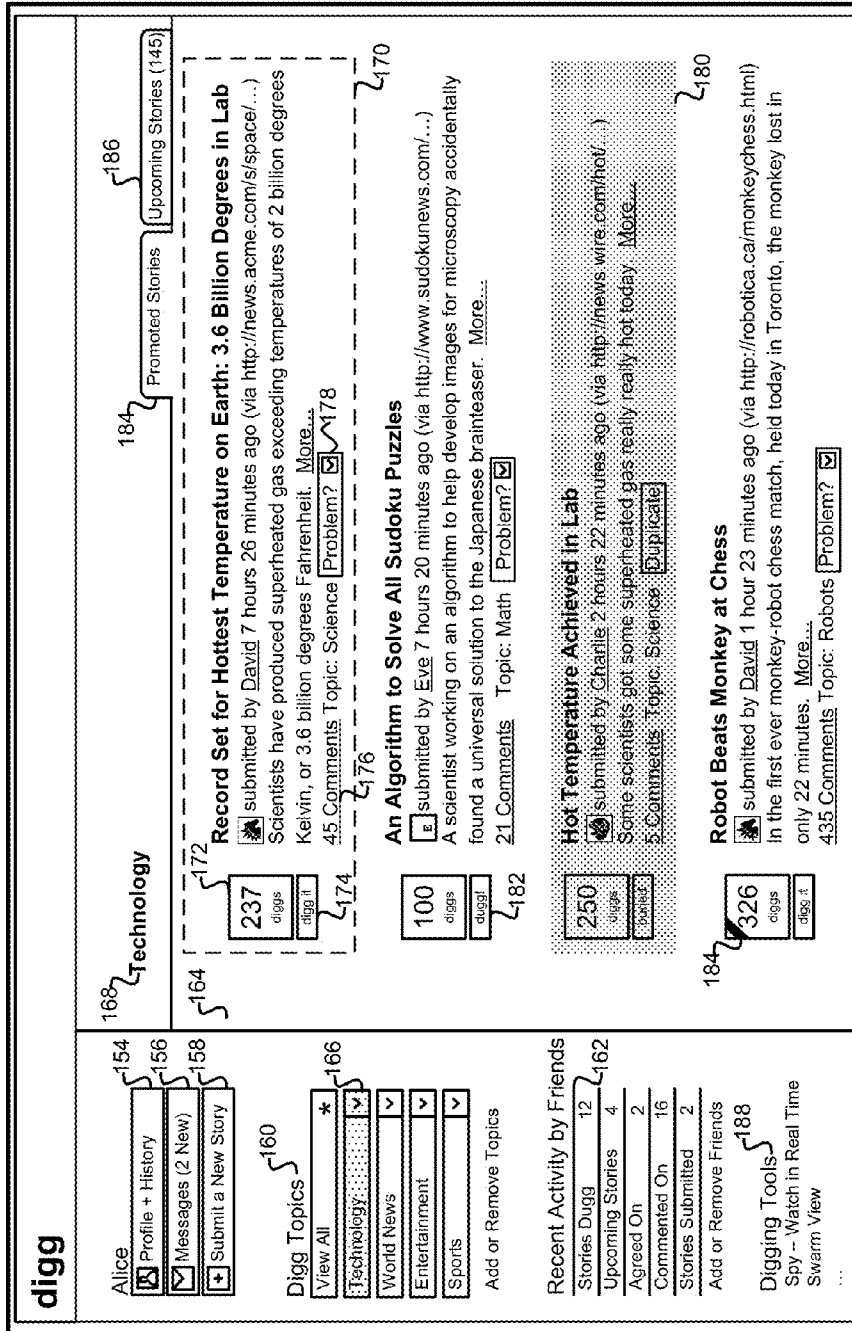 digg
Alice
154
Profile + History
156
Messages (2 New)
158
+ Submit a New Story
Digg Topics
160
View All *
166
Technology
World News
Entertainment
Sports
Add or Remove Topics
Recent Activity by Friends
162
Stories Dugg 12
Upcoming Stories 4
Agreed On 2
Commented On 16
Stories Submitted 2
Add or Remove Friends
188
Digging Tools
Spy -- Watch in Real Time
Swarm View
...
168
Technology
184
Promoted Stories
186
Upcoming Stories (145)
164
170
172
237
diggs
digg it
174
Record Set for Hottest Temperature on Earth: 3.6 Billion Degrees in Lab
submitted by David 7 hours 26 minutes ago (via http://news.acme.com/s/space/...)
Scientists have produced superheated gas exceeding temperatures of 2 billion degrees
Kelvin, or 3.6 billion degrees Fahrenheit. More...
45 Comments Topic: Science Problem?
176
178
100
diggs
dugg!
182
An Algorithm to Solve All Sudoku Puzzles
E submitted by Eve 7 hours 20 minutes ago (via http://www.sudokunews.com/...)
A scientist working on an algorithm to help develop images for microscopy accidentally
found a universal solution to the Japanese brainteaser. More...
21 Comments Topic: Math Problem?
180
250
diggs
buried
Hot Temperature Achieved in Lab
submitted by Charlie 2 hours 22 minutes ago (via http://news wire.com/hot/...)
Some scientists got some superheated gas really really hot today. More...
5 Comments Topic: Science Duplicate
184
326
diggs
digg it
Robot Beats Monkey at Chess
submitted by David 1 hour 23 minutes ago (via http://robotica.ca/monkeychess.html)
In the first ever monkey-robot chess match, held today in Toronto, the monkey lost in
only 22 minutes. More...
435 Comments Topic: Robots Problem?